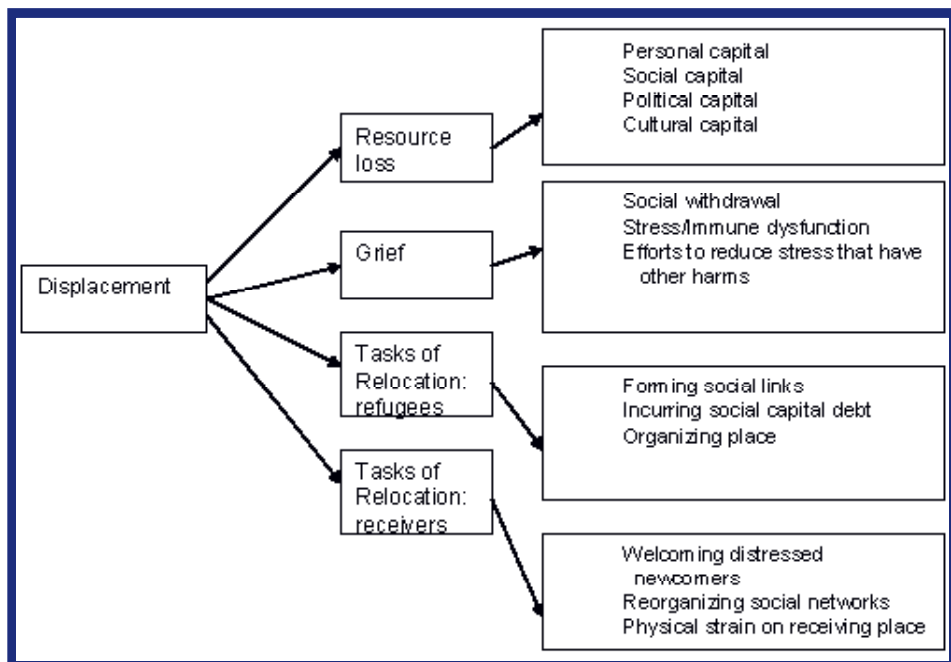 Displacement
Resource
loss
Grief
Tasks of
Relocation:
refugees
Tasks of
Relocation:
receivers
Personal capital
Social capital
Political capital
Cultural capital
Social withdrawal
Stress/Immune dysfunction
Efforts to reduce stress that have
other harms
Forming social links
Incurring social capital debt
Organizing place
Welcoming distressed
newcomers
Reorganizing social networks
Physical strain on receiving place